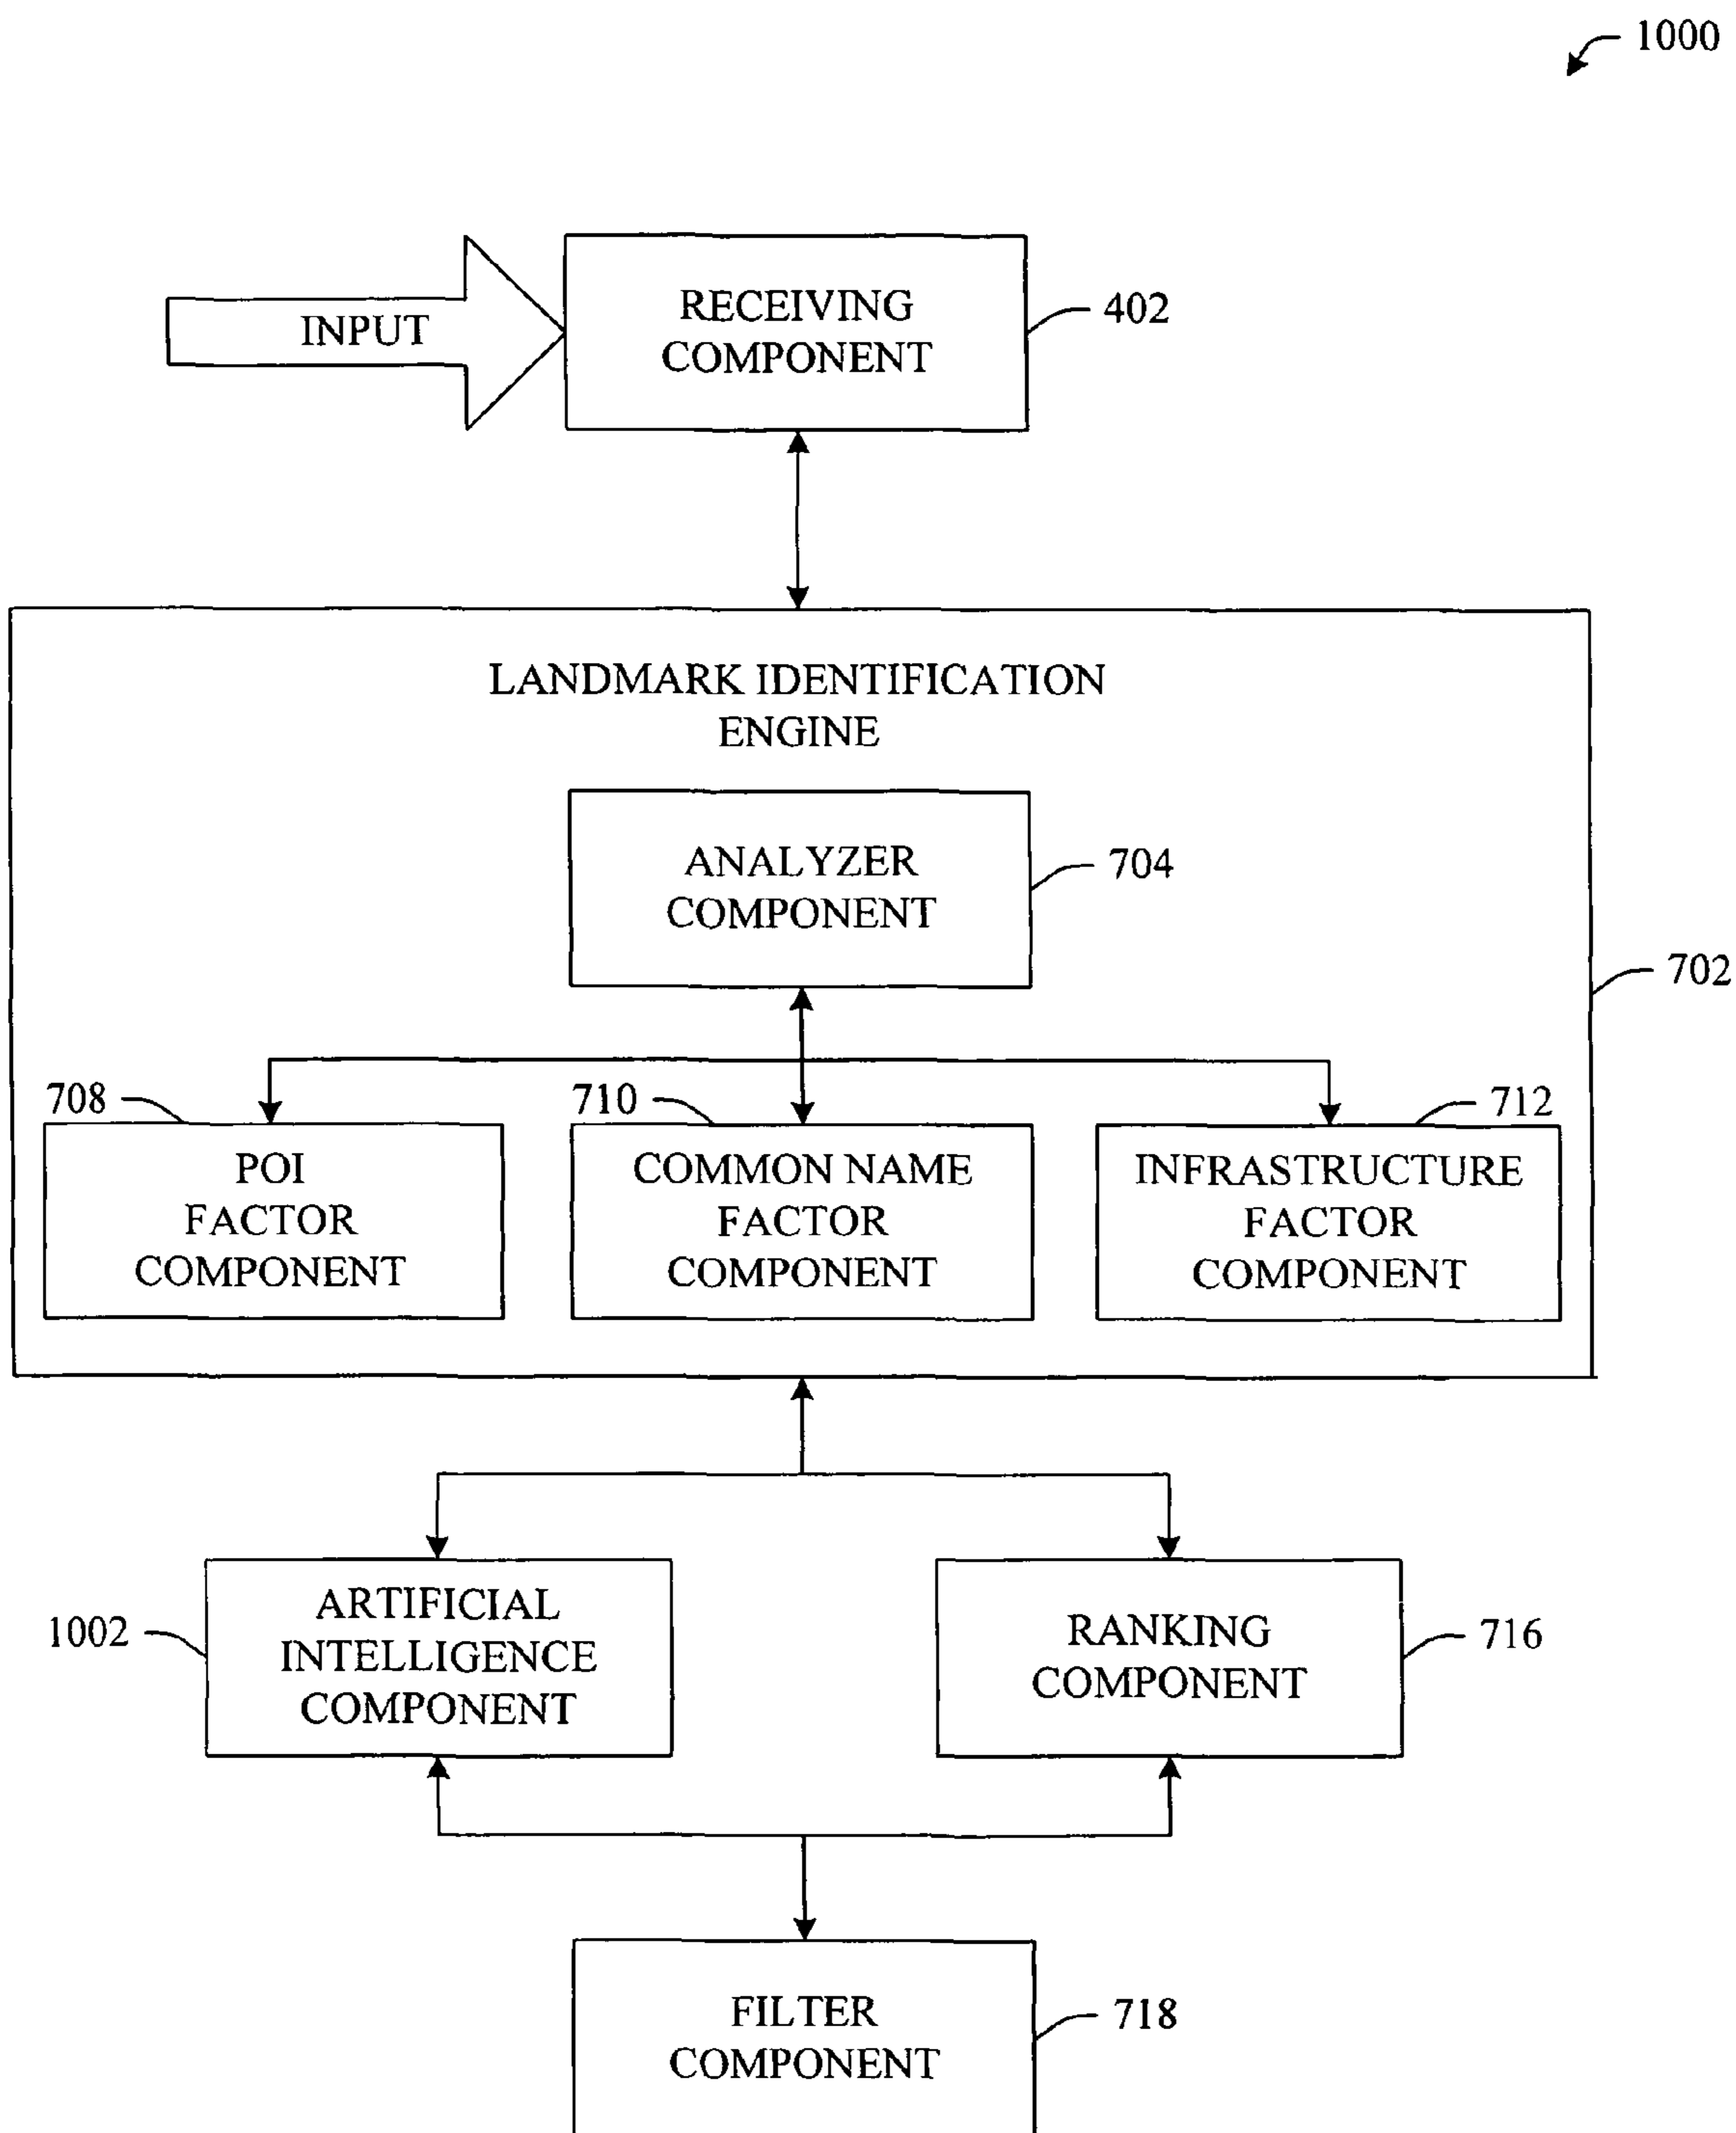 1000
INPUT
RECEIVING
COMPONENT
402
LANDMARK IDENTIFICATION
ENGINE
ANALYZER
COMPONENT
704
702
708
POI
FACTOR
COMPONENT
710
COMMON NAME
FACTOR
COMPONENT
712
INFRASTRUCTURE
FACTOR
COMPONENT
1002
ARTIFICIAL
INTELLIGENCE
COMPONENT
RANKING
COMPONENT
716
FILTER
COMPONENT
718